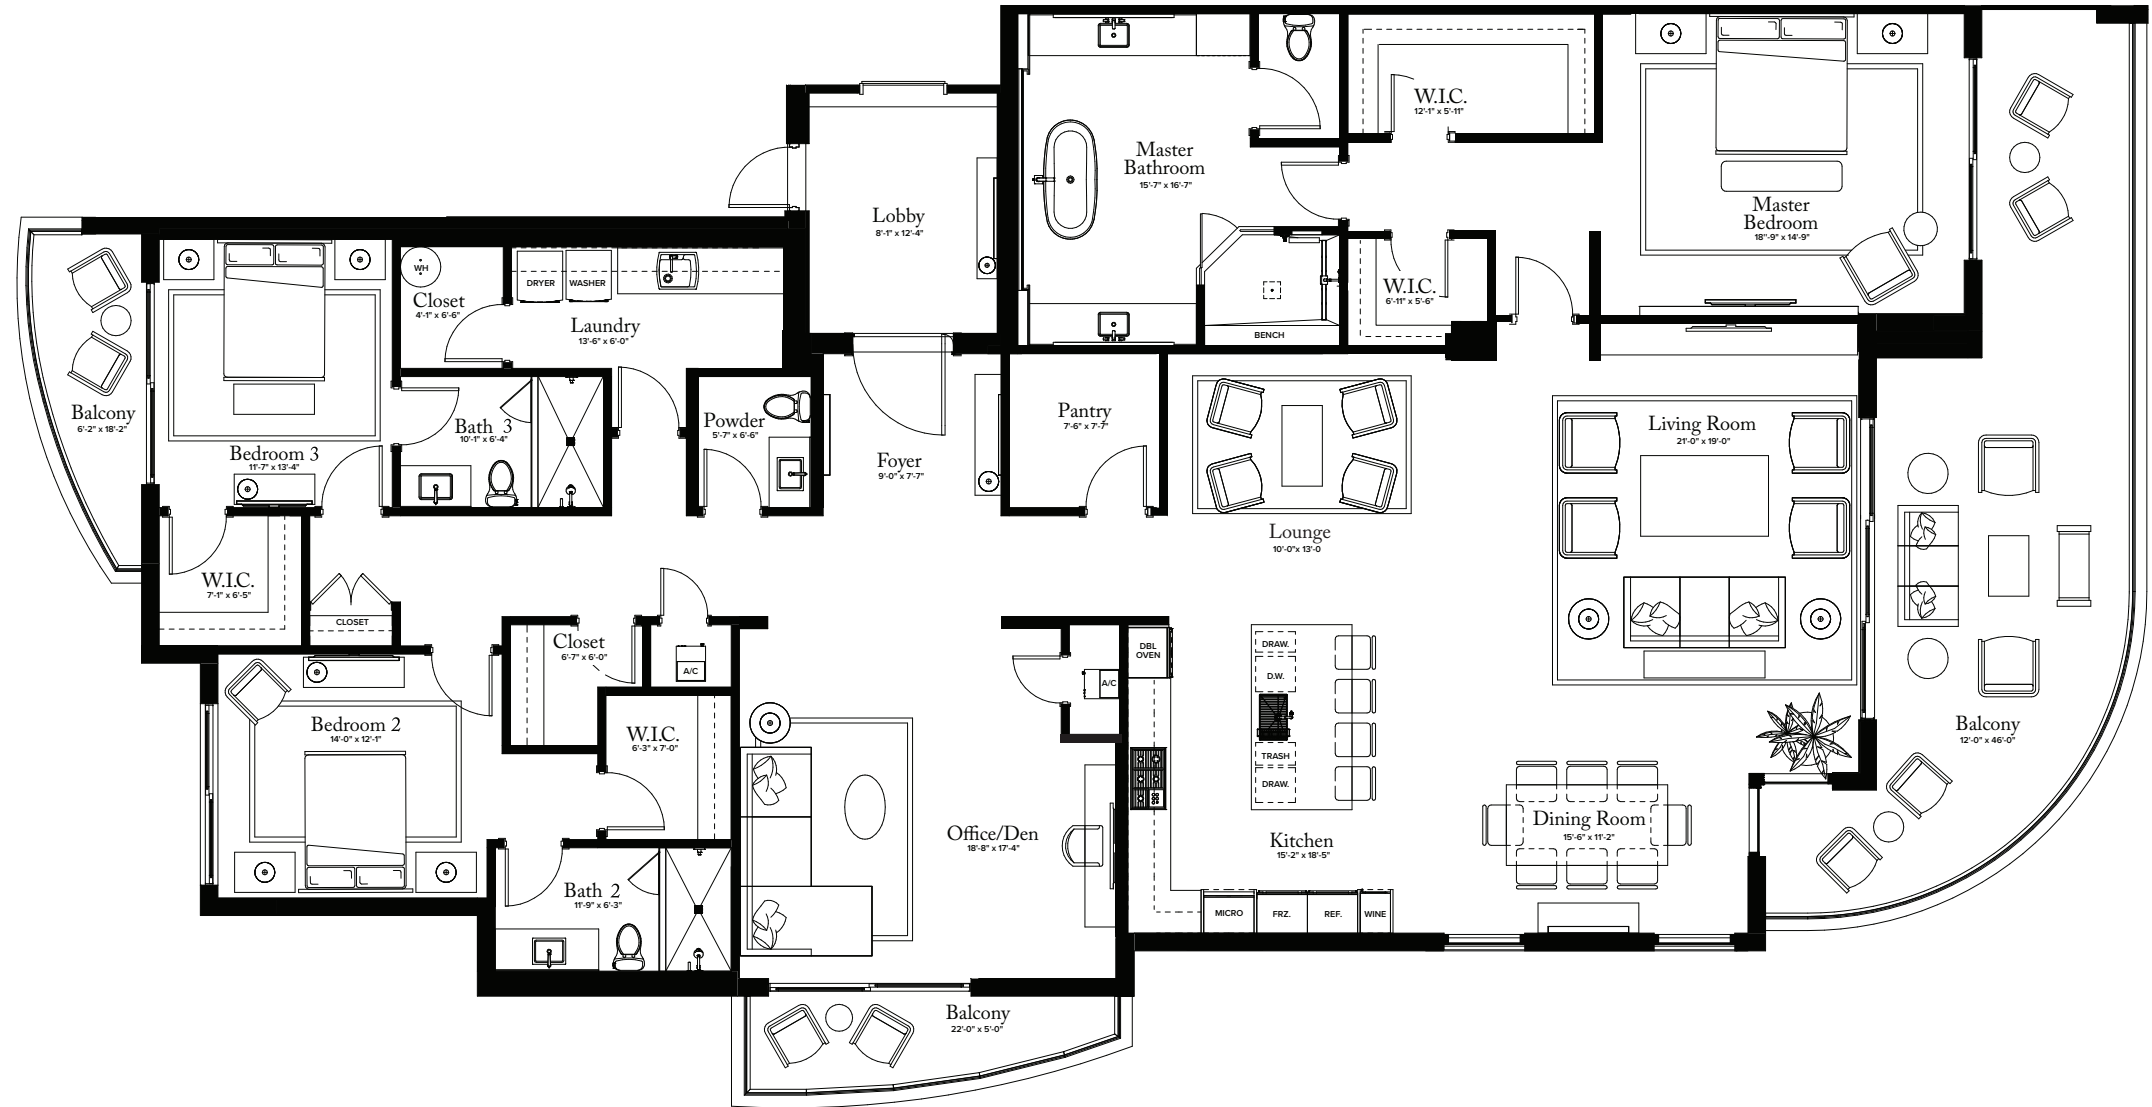 W.I.C.
12'-1" x 5'-11"
Master
Bathroom
15'-7" x 16'-7"
Master
Bedroom
18'-9" x 14'-9"
Lobby
8'-1" x 12'-4"
WH
Closet
4'-1" x 6'-6"
DRYER
WASHER
Laundry
13'-6" x 6'-0"
W.I.C.
6'-11" x 5'-6"
BENCH
Balcony
6'-2" x 18'-2"
Bedroom 3
11'-7" x 13'-4"
Bath 3
10'-1" x 6'-4"
Powder
5'-7" x 6'-6"
Foyer
9'-0" x 7'-7"
Pantry
7'-6" x 7'-7"
Lounge
10'-0"x 13'-0
Living Room
21'-0" x 19'-0"
W.I.C.
7'-1" x 6'-5"
CLOSET
Closet
6'-7" x 6'-0"
A/C
A/C
DBL
OVEN
DRAW.
D.W.
TRASH
DRAW.
Bedroom 2
14'-0" x 12'-1"
W.I.C.
6'-3" x 7'-0"
Balcony
12'-0" x 46'-0"
Office/Den
18'-8" x 17'-4"
Kitchen
15'-2" x 18'-5"
Dining Room
15'-6" x 11'-2"
Bath 2
11'-9" x 6'-3"
MICRO
FRZ.
REF.
WINE
Balcony
22'-0" x 5'-0"